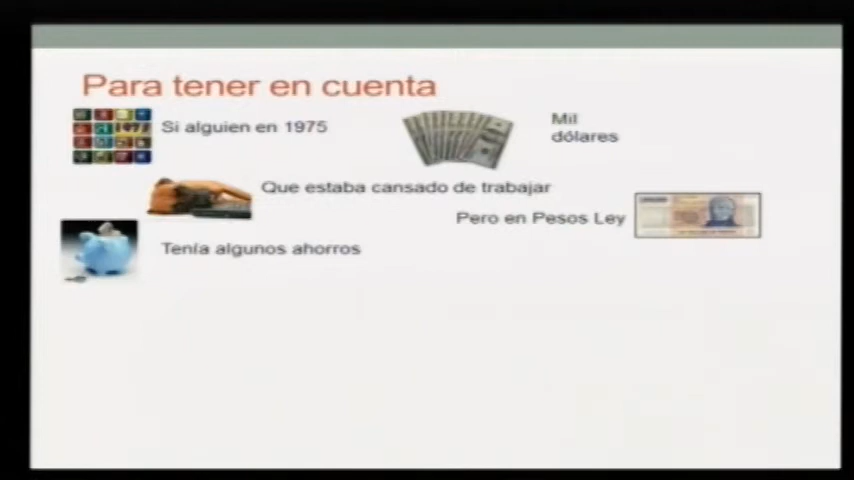 Para tener en cuenta
Si alguien en 1975
Mil
dólares
Que estaba cansado de trabajar
Pero en Pesos Ley
Tenía algunos ahorros